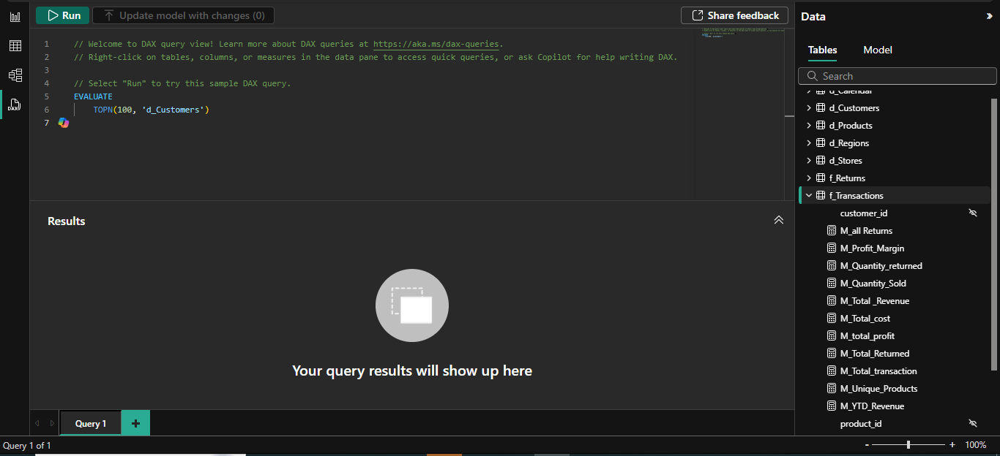 Run
Update model with changes (0)
Share feedback
1 // Welcome to DAX query view! Learn more about DAX queries at https://aka.ms/dax-queries.
2 // Right-click on tables, columns, or measures in the data pane to access quick queries, or ask Copilot for help writing DAX.
3
4 // Select "Run" to try this sample DAX query.
5 EVALUATE
6 TOPN(100, 'd_Customers')
7
DAX
Results
Your query results will show up here
Query 1
+
Query 1 of 1
Data
Tables Model
Search
d_Calendar
d_Customers
d_Products
d_Regions
d_Stores
f_Returns
f_Transactions
customer_id
M_all Returns
M_Profit_Margin
M_Quantity_returned
M_Quantity_Sold
M_Total _Revenue
M_Total_cost
M_total_profit
M_Total_Returned
M_Total_transaction
M_Unique_Products
M_YTD_Revenue
product_id
- + 100%